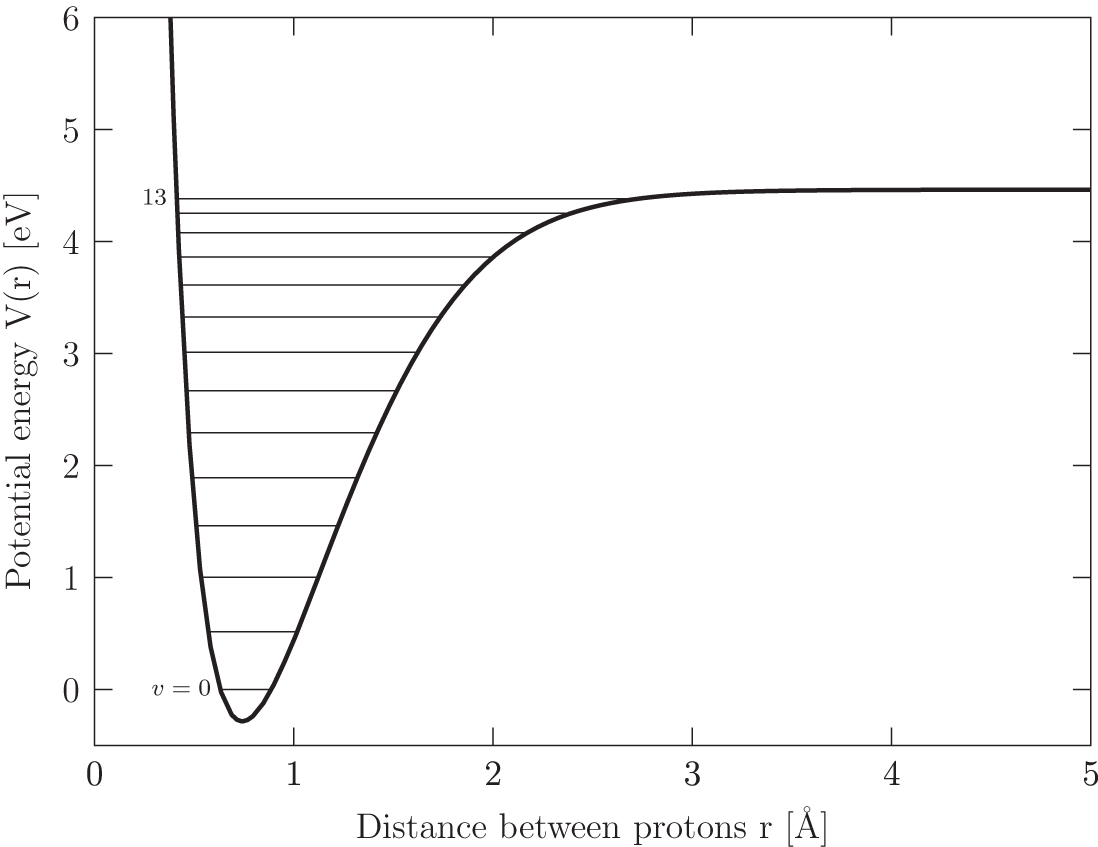 6
5
13
4
3
2
1
v = 0
0
0 1 2 3 4 5
Potential energy V(r) [eV]
Distance between protons r [Å]